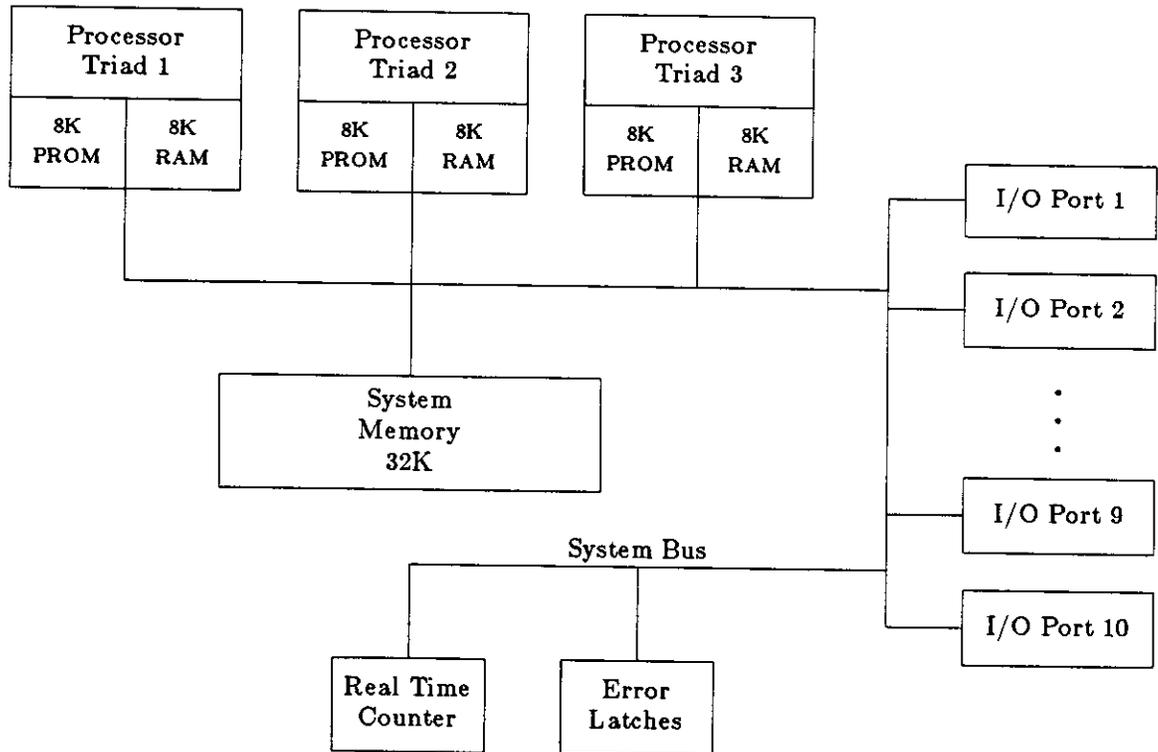 Processor
Triad 1
8K
PROM
8K
RAM
Processor
Triad 2
8K
PROM
8K
RAM
Processor
Triad 3
8K
PROM
8K
RAM
I/O Port 1
I/O Port 2
System
Memory
32K
I/O Port 9
System Bus
I/O Port 10
Real Time
Counter
Error
Latches